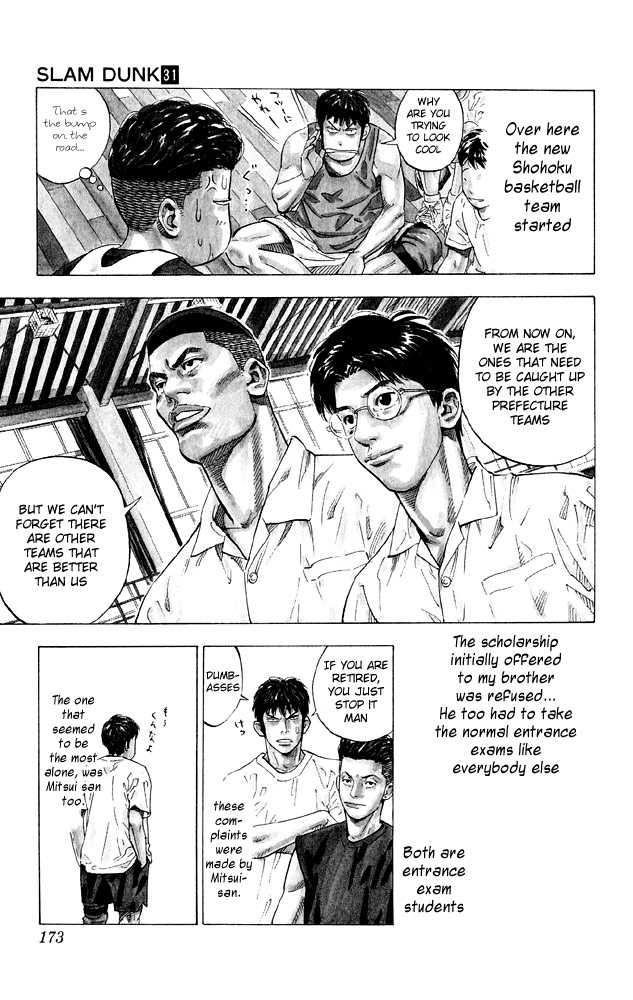 SLAM DUNK 31
Over here
the new
Shohoku
basketball
team
started
WHY
ARE YOU
TRYING
TO LOOK
COOL
That s
the bump
on the
road...
FROM NOW ON,
WE ARE THE
ONES THAT NEED
TO BE CAUGHT UP
BY THE OTHER
PREFECTURE
TEAMS
BUT WE CAN'T
FORGET THERE
ARE OTHER
TEAMS THAT
ARE BETTER
THAN US
The scholarship
initially offered
to my brother
was refused...
He too had to take
the normal entrance
exams like
everybody else
Both are
entrance
exam
students
IF YOU ARE
RETIRED,
YOU JUST
STOP IT
MAN
DUMB-
ASSES
these
com-
plaints
were
made by
Mitsui-
san.
The one
that
seemed
to be
the most
alone, was
Mitsui san
too.
173